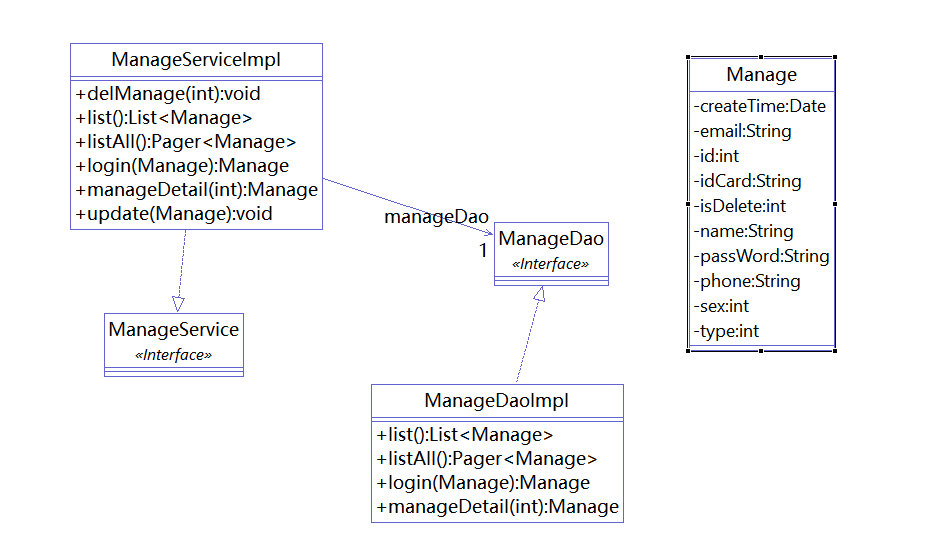 ManageServiceImpl
+delManage(int):void
+list():List<Manage>
+listAll():Pager<Manage>
+login(Manage):Manage
+manageDetail(int):Manage
+update(Manage):void
manageDao
1
ManageDao
«Interface»
ManageService
«Interface»
ManageDaoImpl
+list():List<Manage>
+listAll():Pager<Manage>
+login(Manage):Manage
+manageDetail(int):Manage
Manage
-createTime:Date
-email:String
-id:int
-idCard:String
-isDelete:int
-name:String
-passWord:String
-phone:String
-sex:int
-type:int